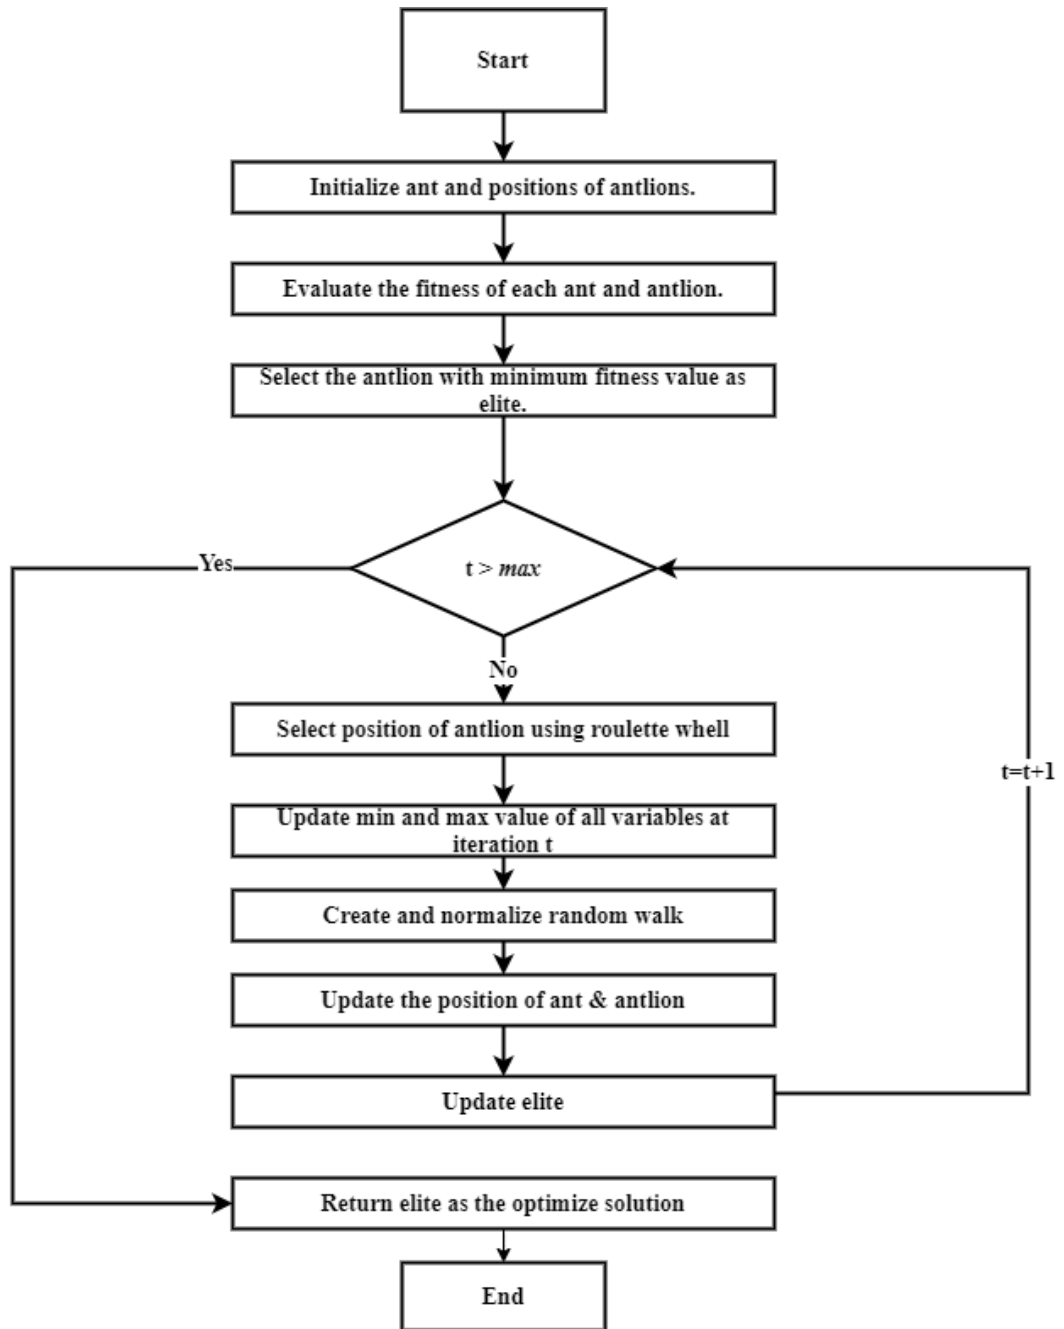 Start
Initialize ant and positions of antlions.
Evaluate the fitness of each ant and antlion.
Select the antlion with minimum fitness value as
elite.
Yes
t > max
No
Select position of antlion using roulette whell
t=t+1
Update min and max value of all variables at
iteration t
Create and normalize random walk
Update the position of ant & antlion
Update elite
Return elite as the optimize solution
End